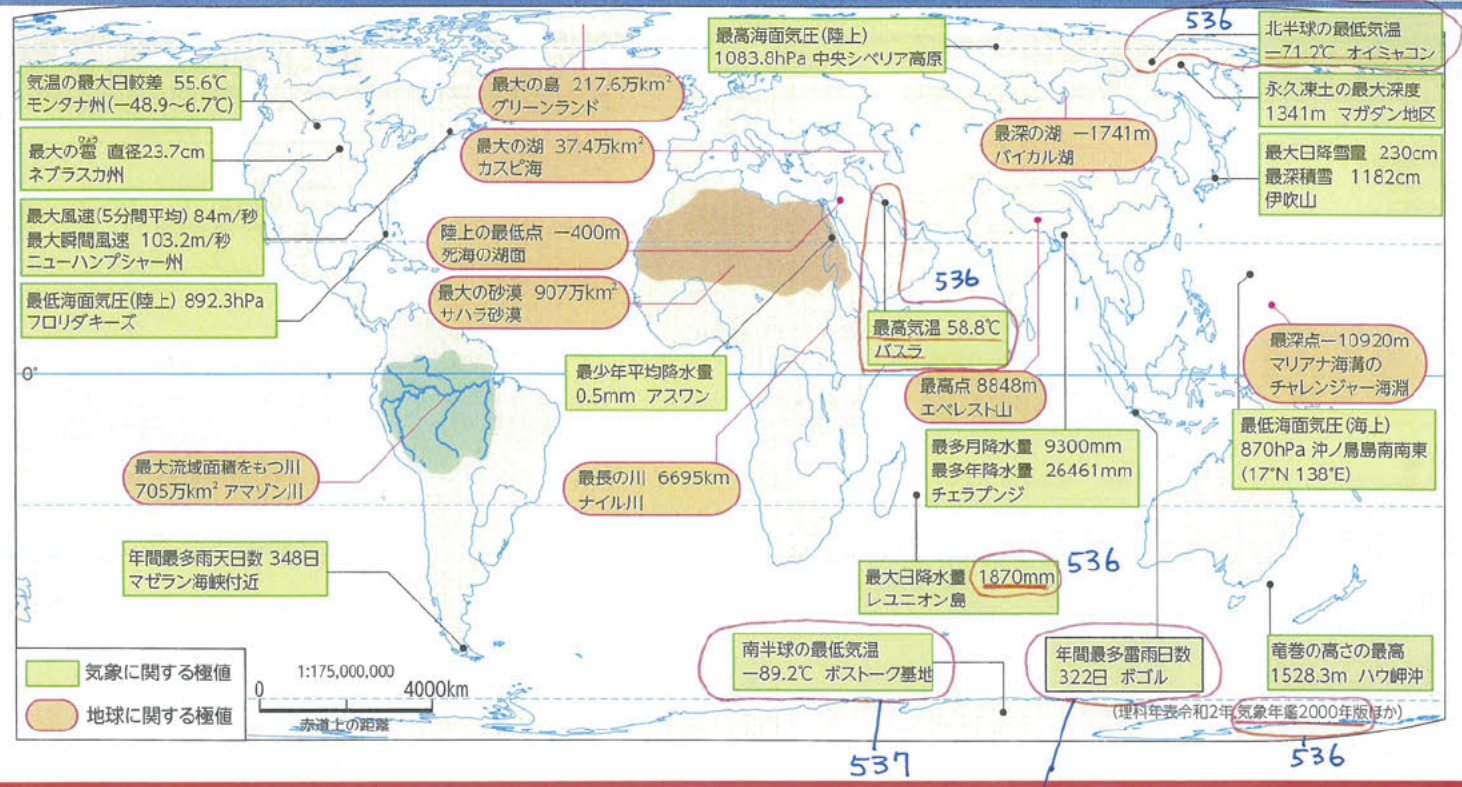 536
最高海面気圧(陸上)
1083.8hPa 中央シベリア高原
北半球の最低気温
−71.2℃ オイミャコン
気温の最大日較差 55.6℃
モンタナ州(−48.9〜6.7℃)
最大の島 217.6万km²
グリーンランド
永久凍土の最大深度
1341m マガダン地区
最大の雹 直径23.7cm
ひょう
ネブラスカ州
最大の湖 37.4万km²
カスピ海
最深の湖 −1741m
バイカル湖
最大日降雪量 230cm
最深積雪 1182cm
伊吹山
最大風速(5分間平均) 84m/秒
最大瞬間風速 103.2m/秒
ニューハンプシャー州
陸上の最低点 −400m
死海の湖面
最低海面気圧(陸上) 892.3hPa
フロリダキーズ
最大の砂漠 907万km²
サハラ砂漠
536
最高気温 58.8℃
バスラ
最深点−10920m
マリアナ海溝の
チャレンジャー海淵
0°
最少年平均降水量
0.5mm アスワン
最高点 8848m
エベレスト山
最低海面気圧(海上)
870hPa 沖ノ鳥島南南東
(17°N 138°E)
最多月降水量 9300mm
最多年降水量 26461mm
チェラプンジ
最大流域面積をもつ川
705万km² アマゾン川
最長の川 6695km
ナイル川
年間最多雨天日数 348日
マゼラン海峡付近
最大日降水量 1870mm
レユニオン島
536
南半球の最低気温
−89.2℃ ボストーク基地
年間最多雷雨日数
322日 ボゴル
竜巻の高さの最高
1528.3m ハウ岬沖
気象に関する極値
地球に関する極値
1:175,000,000
0 4000km
赤道上の距離
(理科年表令和2年,気象年鑑2000年版ほか)
537
536